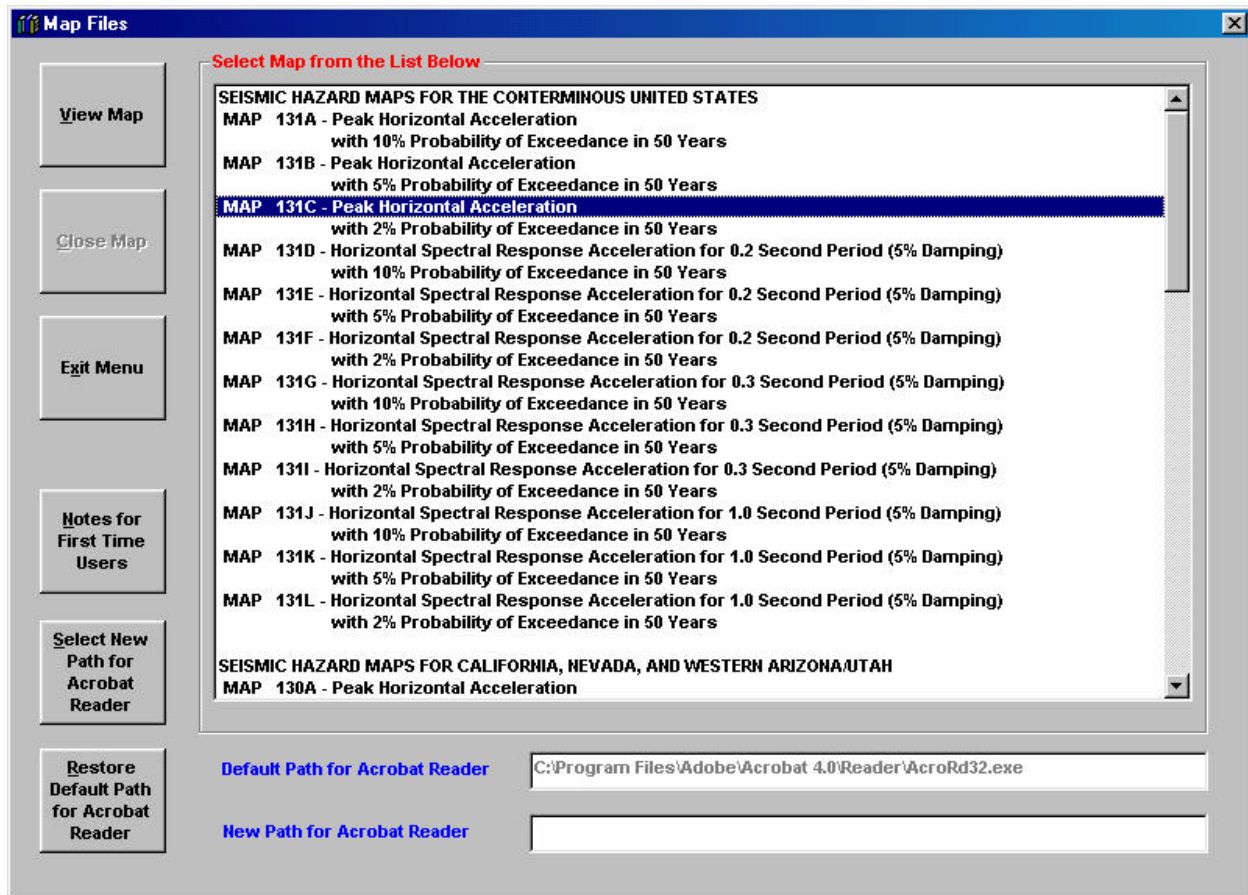 Map Files
View Map
Close Map
Exit Menu
Notes for
First Time
Users
Select New
Path for
Acrobat
Reader
Restore
Default Path
for Acrobat
Reader
Select Map from the List Below
SEISMIC HAZARD MAPS FOR THE CONTERMINOUS UNITED STATES
MAP 131A - Peak Horizontal Acceleration
with 10% Probability of Exceedance in 50 Years
MAP 131B - Peak Horizontal Acceleration
with 5% Probability of Exceedance in 50 Years
MAP 131C - Peak Horizontal Acceleration
with 2% Probability of Exceedance in 50 Years
MAP 131D - Horizontal Spectral Response Acceleration for 0.2 Second Period (5% Damping)
with 10% Probability of Exceedance in 50 Years
MAP 131E - Horizontal Spectral Response Acceleration for 0.2 Second Period (5% Damping)
with 5% Probability of Exceedance in 50 Years
MAP 131F - Horizontal Spectral Response Acceleration for 0.2 Second Period (5% Damping)
with 2% Probability of Exceedance in 50 Years
MAP 131G - Horizontal Spectral Response Acceleration for 0.3 Second Period (5% Damping)
with 10% Probability of Exceedance in 50 Years
MAP 131H - Horizontal Spectral Response Acceleration for 0.3 Second Period (5% Damping)
with 5% Probability of Exceedance in 50 Years
MAP 131I - Horizontal Spectral Response Acceleration for 0.3 Second Period (5% Damping)
with 2% Probability of Exceedance in 50 Years
MAP 131J - Horizontal Spectral Response Acceleration for 1.0 Second Period (5% Damping)
with 10% Probability of Exceedance in 50 Years
MAP 131K - Horizontal Spectral Response Acceleration for 1.0 Second Period (5% Damping)
with 5% Probability of Exceedance in 50 Years
MAP 131L - Horizontal Spectral Response Acceleration for 1.0 Second Period (5% Damping)
with 2% Probability of Exceedance in 50 Years
SEISMIC HAZARD MAPS FOR CALIFORNIA, NEVADA, AND WESTERN ARIZONA/UTAH
MAP 130A - Peak Horizontal Acceleration
Default Path for Acrobat Reader
C:\Program Files\Adobe\Acrobat 4.0\Reader\AcroRd32.exe
New Path for Acrobat Reader